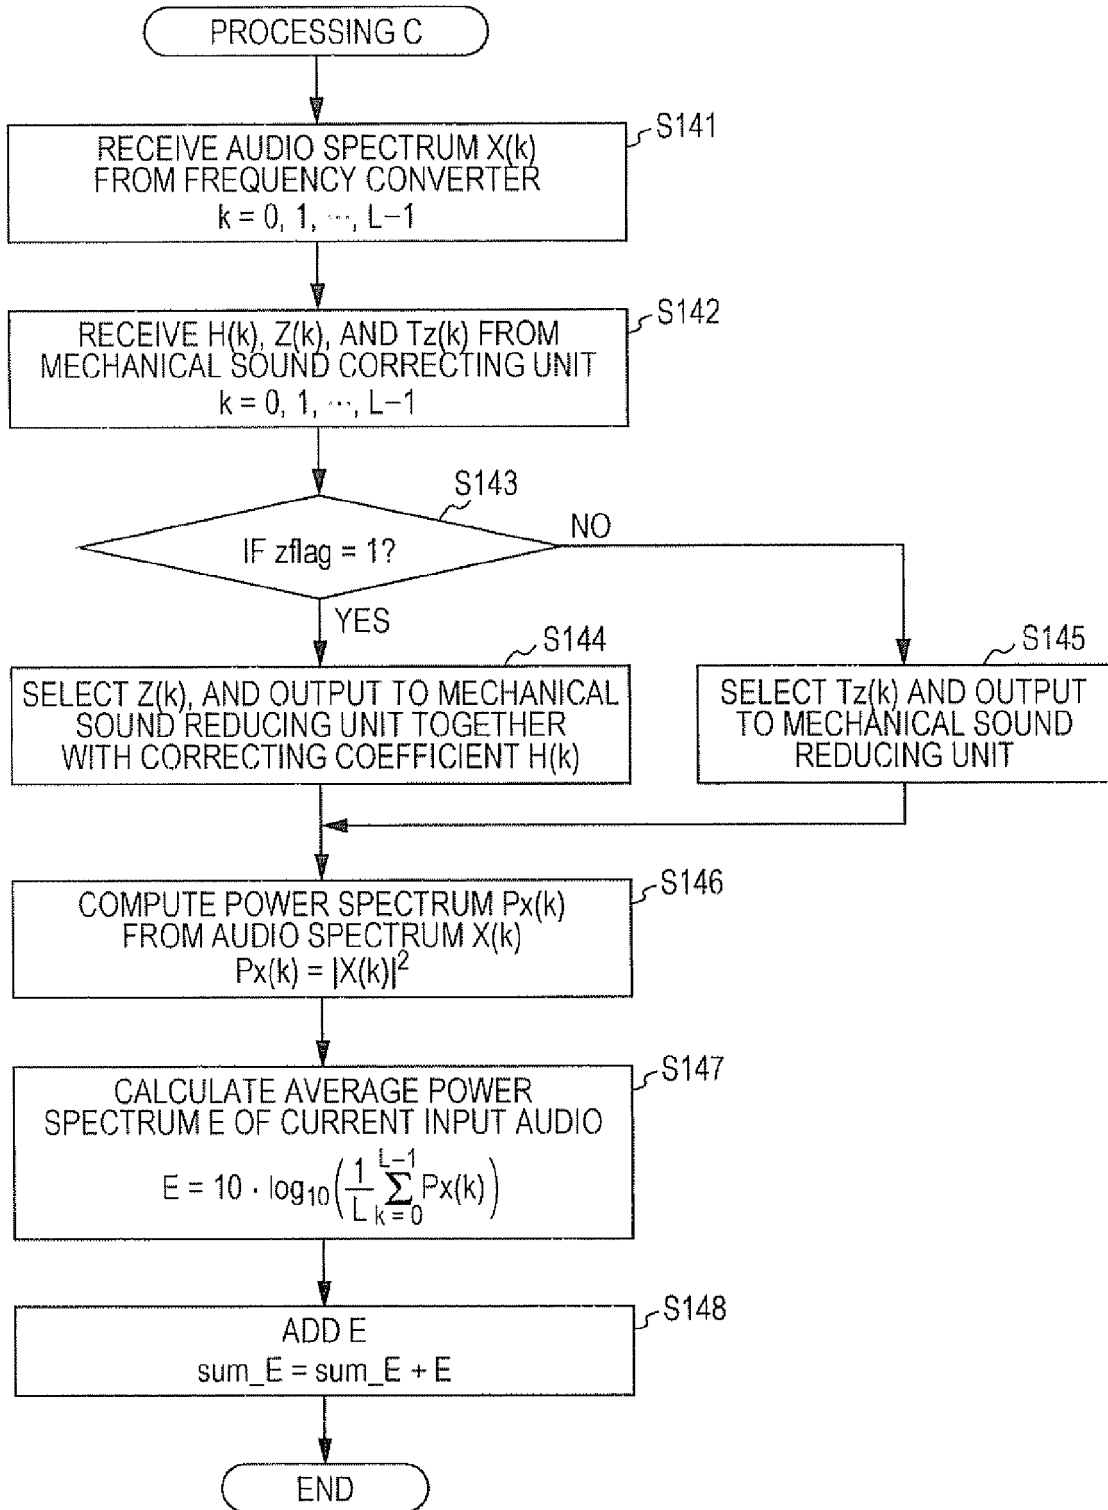 PROCESSING C
S141
RECEIVE AUDIO SPECTRUM X(k)
FROM FREQUENCY CONVERTER
k = 0, 1, ···, L−1
S142
RECEIVE H(k), Z(k), AND Tz(k) FROM
MECHANICAL SOUND CORRECTING UNIT
k = 0, 1, ···, L−1
S143
IF zflag = 1?
NO
YES
S144
SELECT Z(k), AND OUTPUT TO MECHANICAL
SOUND REDUCING UNIT TOGETHER
WITH CORRECTING COEFFICIENT H(k)
S145
SELECT Tz(k) AND OUTPUT
TO MECHANICAL SOUND
REDUCING UNIT
S146
COMPUTE POWER SPECTRUM Px(k)
FROM AUDIO SPECTRUM X(k)
Px(k) = |X(k)|²
S147
CALCULATE AVERAGE POWER
SPECTRUM E OF CURRENT INPUT AUDIO
E = 10 · log₁₀(1/L ∑_{k=0}^{L−1} Px(k))
S148
ADD E
sum_E = sum_E + E
END